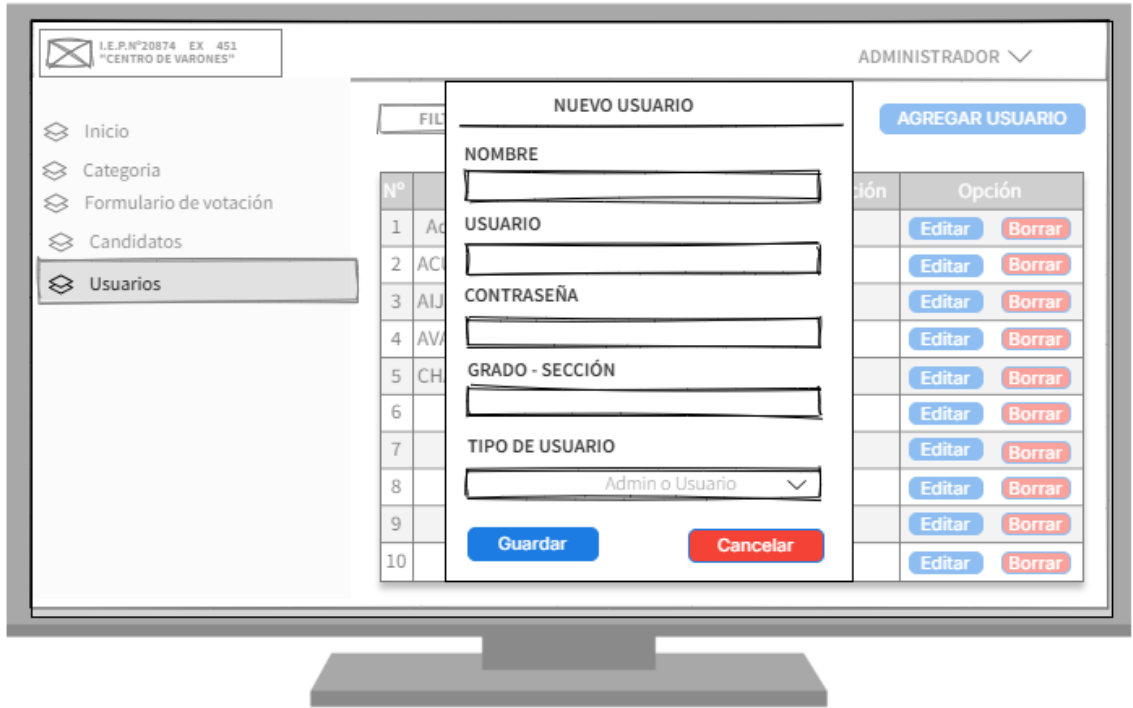 I.E.P.Nº20874 EX 451
"CENTRO DE VARONES"
ADMINISTRADOR
Inicio
Categoria
Formulario de votación
Candidatos
Usuarios
AGREGAR USUARIO
NUEVO USUARIO
NOMBRE
USUARIO
CONTRASEÑA
GRADO - SECCIÓN
TIPO DE USUARIO
Admin o Usuario
Guardar
Cancelar
Nº Opción
1 Editar Borrar
2 Editar Borrar
3 Editar Borrar
4 Editar Borrar
5 Editar Borrar
6 Editar Borrar
7 Editar Borrar
8 Editar Borrar
9 Editar Borrar
10 Editar Borrar